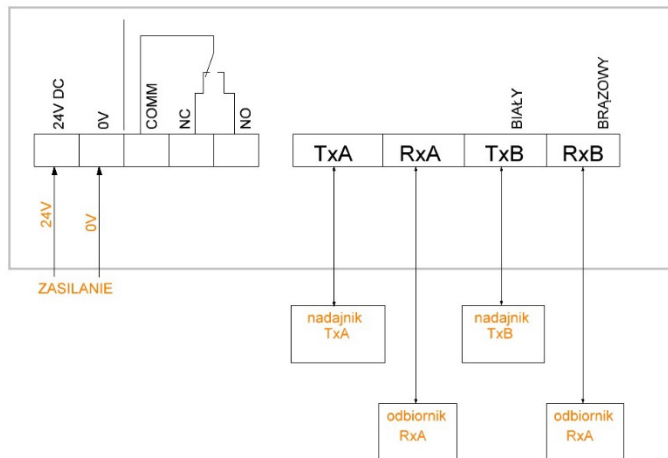 24V DC
0V
COMM
NC
NO
BIAŁY
BRĄZOWY
TxA
RxA
TxB
RxB
24V
0V
ZASILANIE
nadajnik
TxA
nadajnik
TxB
odbiornik
RxA
odbiornik
RxA